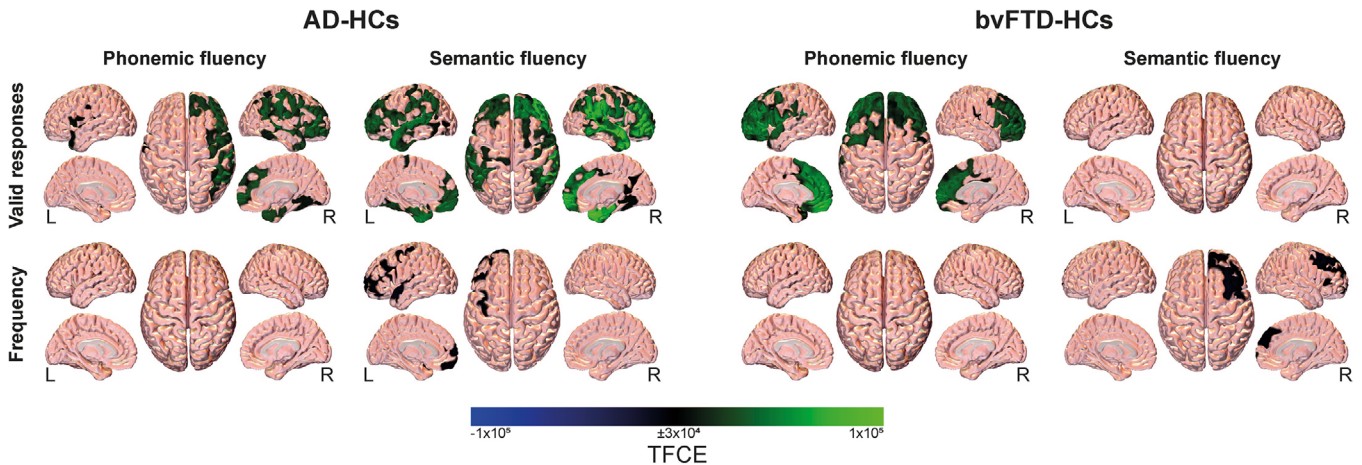 AD-HCs
bvFTD-HCs
Phonemic fluency
Semantic fluency
Phonemic fluency
Semantic fluency
Valid responses
L
R
L
R
L
R
L
R
Frequency
L
R
L
R
L
R
L
R
-1x10⁵
±3x10⁴
1x10⁵
TFCE